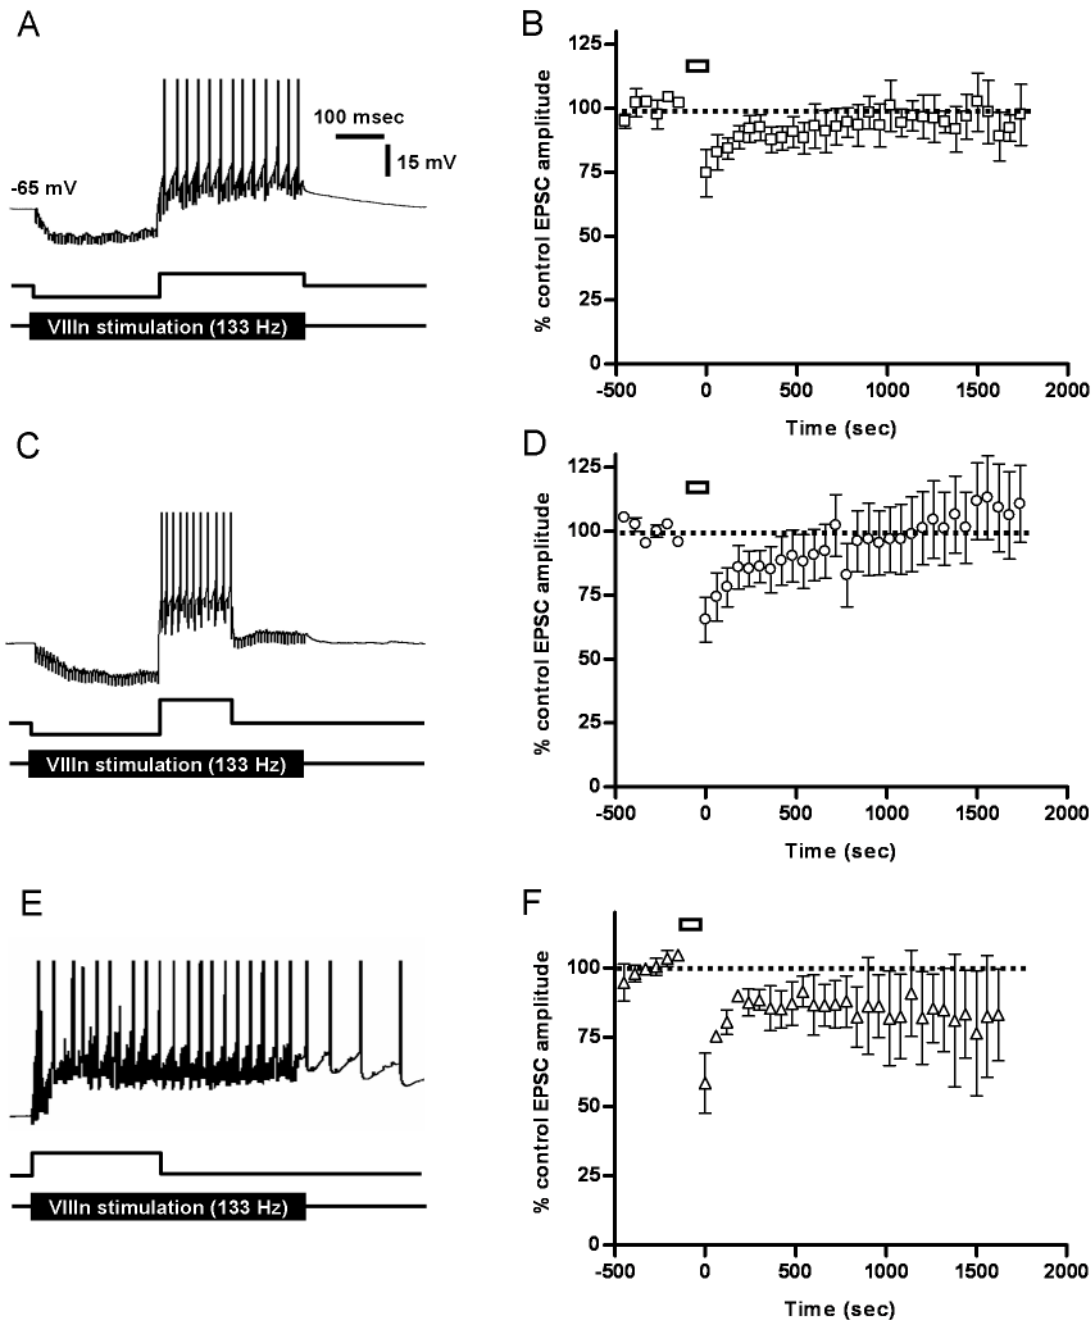 A
100 msec
15 mV
-65 mV
VIIIn stimulation (133 Hz)
B
% control EPSC amplitude
125
100
75
50
25
0
-500 0 500 1000 1500 2000
Time (sec)
C
VIIIn stimulation (133 Hz)
D
% control EPSC amplitude
125
100
75
50
25
0
-500 0 500 1000 1500 2000
Time (sec)
E
VIIIn stimulation (133 Hz)
F
% control EPSC amplitude
100
75
50
25
0
-500 0 500 1000 1500 2000
Time (sec)